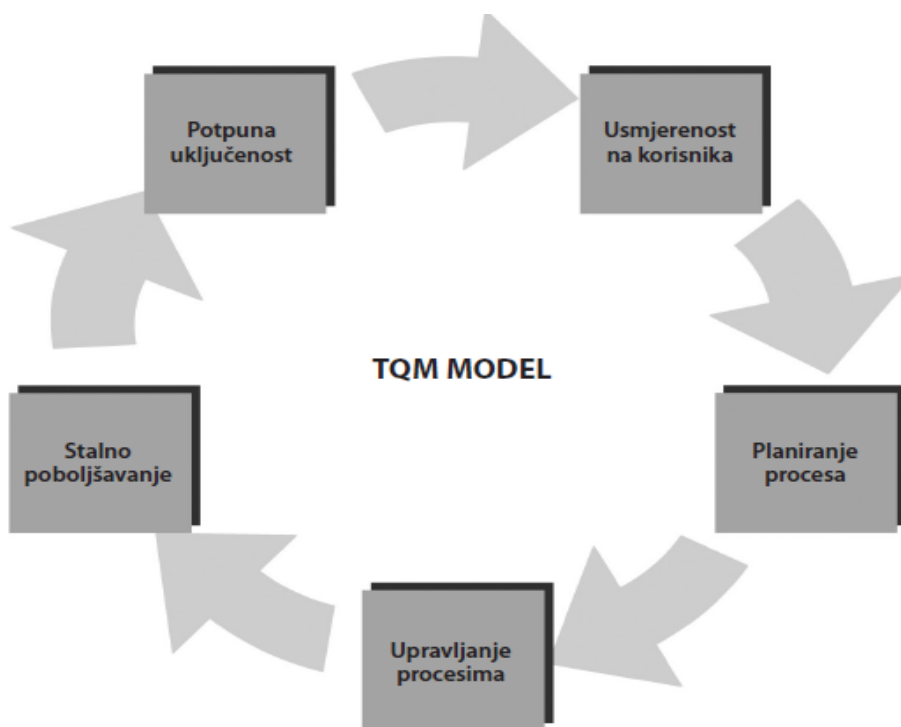 Potpuna
uključenost
Usmjerenost
na korisnika
TQM MODEL
Stalno
poboljšavanje
Planiranje
procesa
Upravljanje
procesima